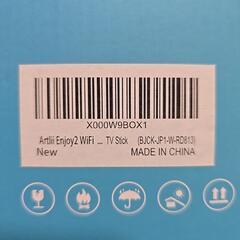 X000W9BOX1
Artlii Enjoy2 WiFi ... TV Stick (BJCK-JP1-W-RD813)
New MADE IN CHINA